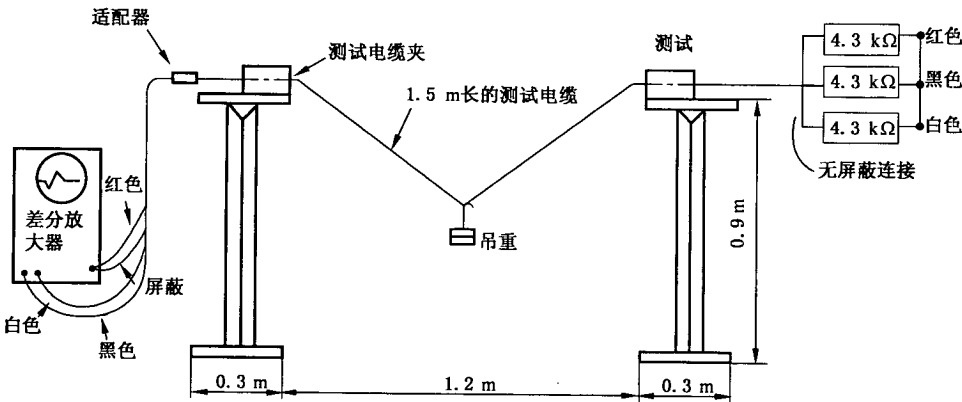 适配器
测试电缆夹
测试
1.5 m长的测试电缆
4.3 kΩ
红色
4.3 kΩ
黑色
4.3 kΩ
白色
无屏蔽连接
红色
差分放
大器
屏蔽
白色
黑色
吊重
0.9 m
0.3 m
1.2 m
0.3 m